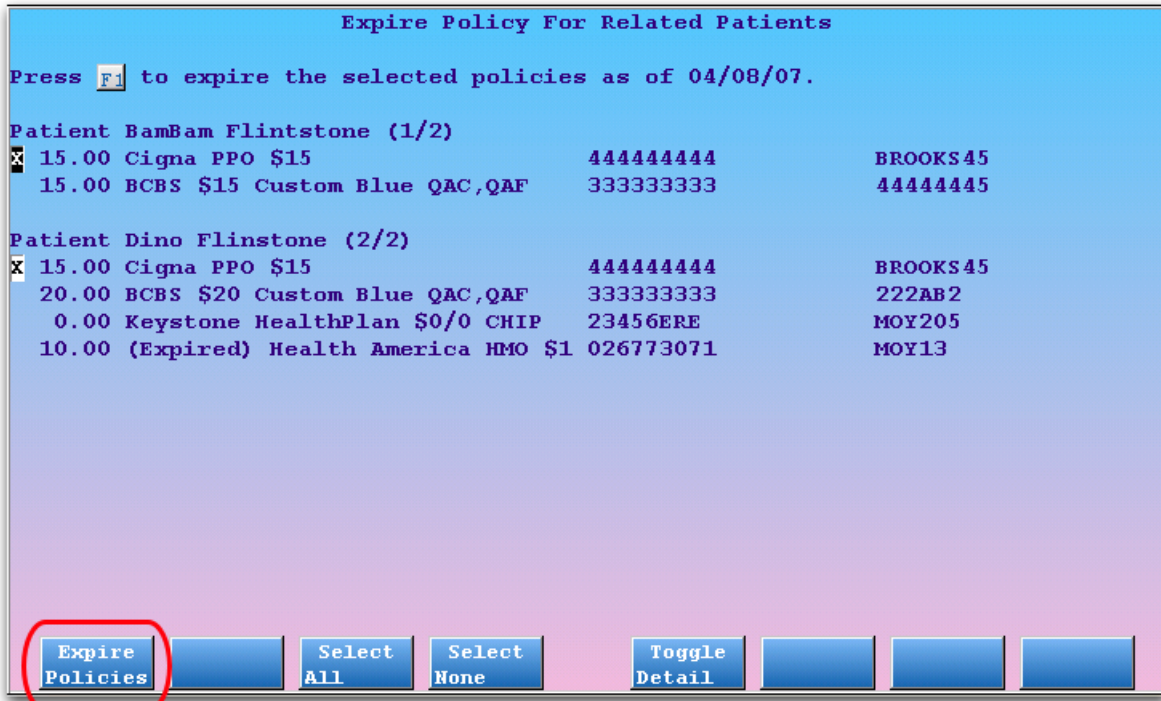 Expire Policy For Related Patients
Press F1 to expire the selected policies as of 04/08/07.
Patient BamBam Flintstone (1/2)
X 15.00 Cigna PPO $15 444444444 BROOKS45
15.00 BCBS $15 Custom Blue QAC,QAF 333333333 44444445
Patient Dino Flinstone (2/2)
X 15.00 Cigna PPO $15 444444444 BROOKS45
20.00 BCBS $20 Custom Blue QAC,QAF 333333333 222AB2
0.00 Keystone HealthPlan $0/0 CHIP 23456ERE MOY205
10.00 (Expired) Health America HMO $1 026773071 MOY13
Expire Select Select Toggle
Policies All None Detail